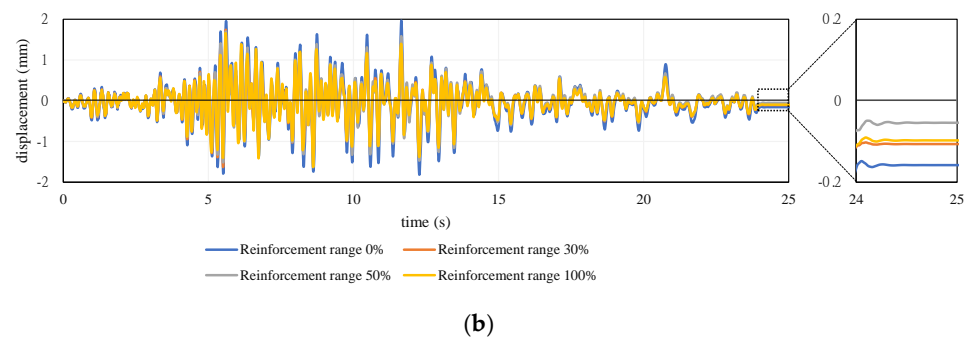 displacement (mm)
2
1
0
-1
-2
0 5 10 15 20 25
time (s)
0.2
0
-0.2
24 25
Reinforcement range 0% Reinforcement range 30%
Reinforcement range 50% Reinforcement range 100%
(b)